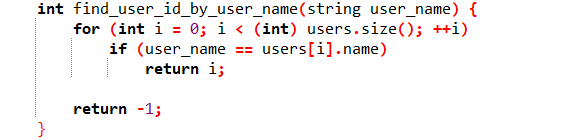 int find_user_id_by_user_name(string user_name) {
for (int i = 0; i < (int) users.size(); ++i)
if (user_name == users[i].name)
return i;
return -1;
}